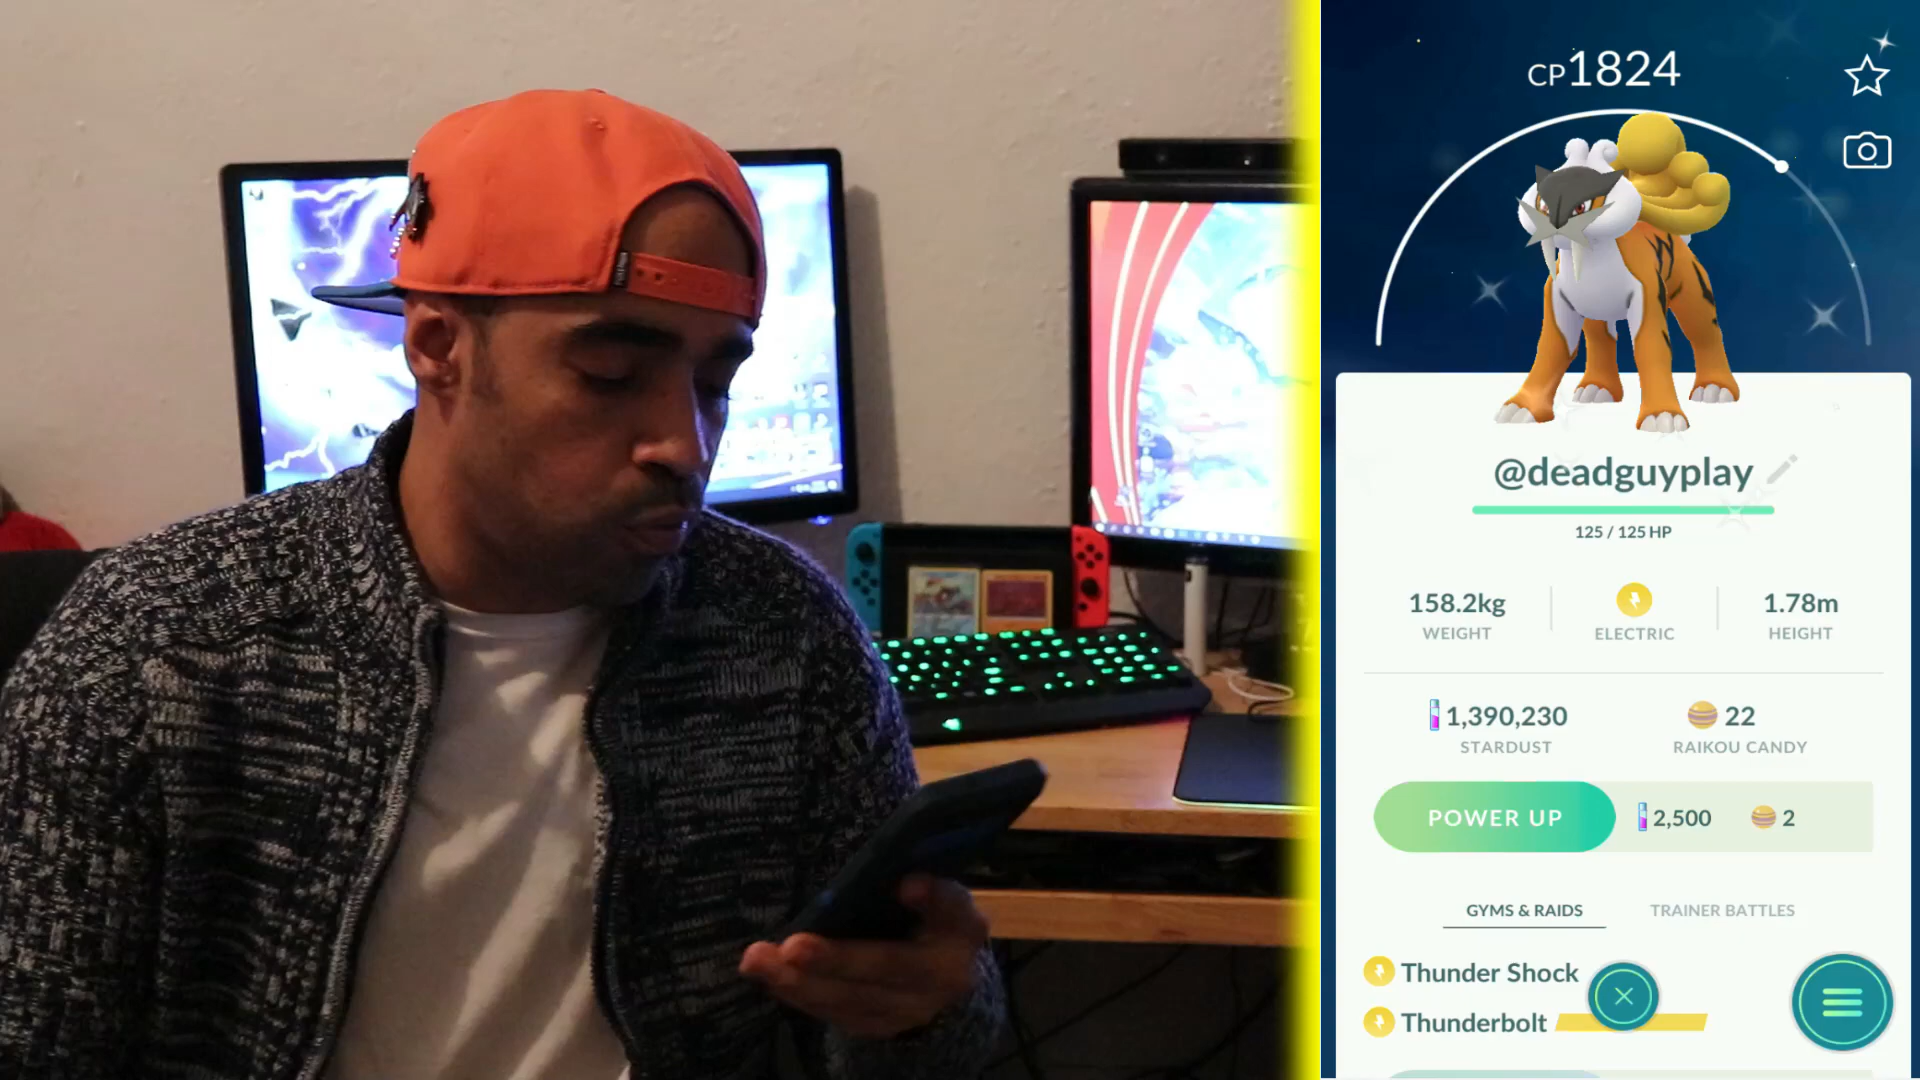 CP1824
@deadguyplay
125 / 125 HP
158.2kg
WEIGHT
ELECTRIC
1.78m
HEIGHT
1,390,230
STARDUST
22
RAIKOU CANDY
POWER UP
2,500
2
GYMS & RAIDS
TRAINER BATTLES
Thunder Shock
Thunderbolt